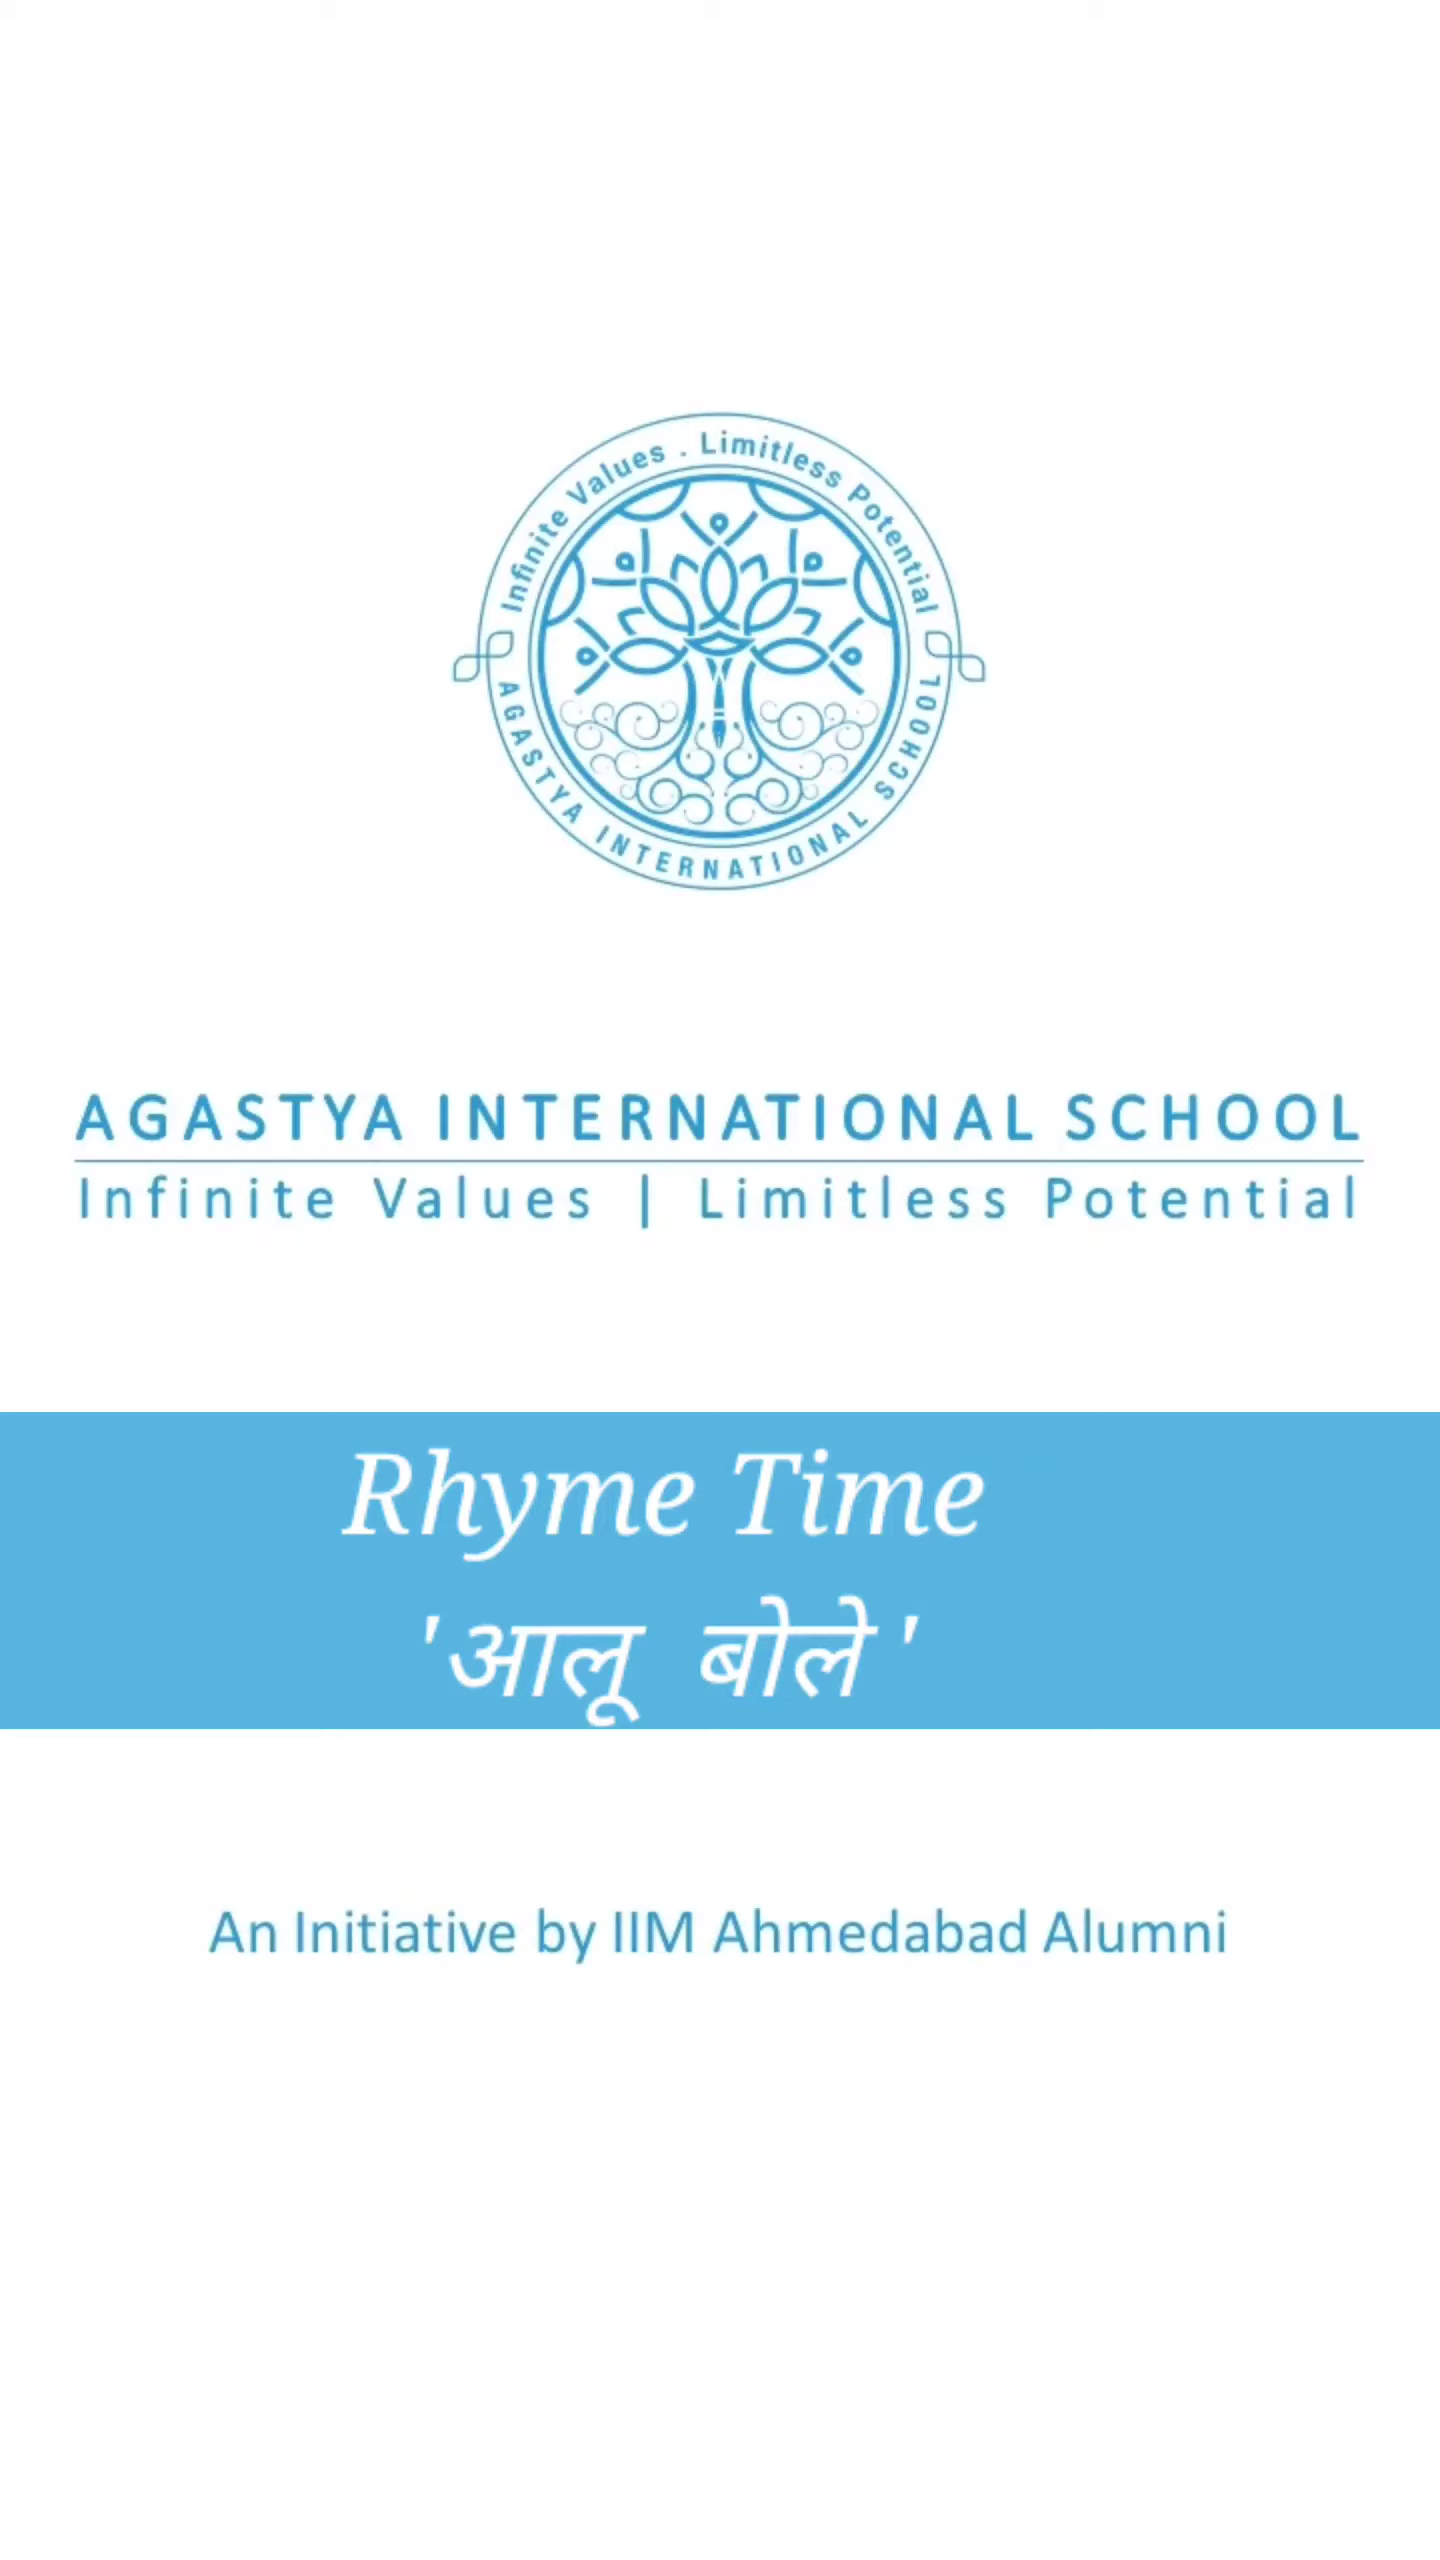 Infinite Values . Limitless Potential
AGASTYA INTERNATIONAL SCHOOL
AGASTYA INTERNATIONAL SCHOOL
Infinite Values | Limitless Potential
Rhyme Time
'आलू बोले'
An Initiative by IIM Ahmedabad Alumni